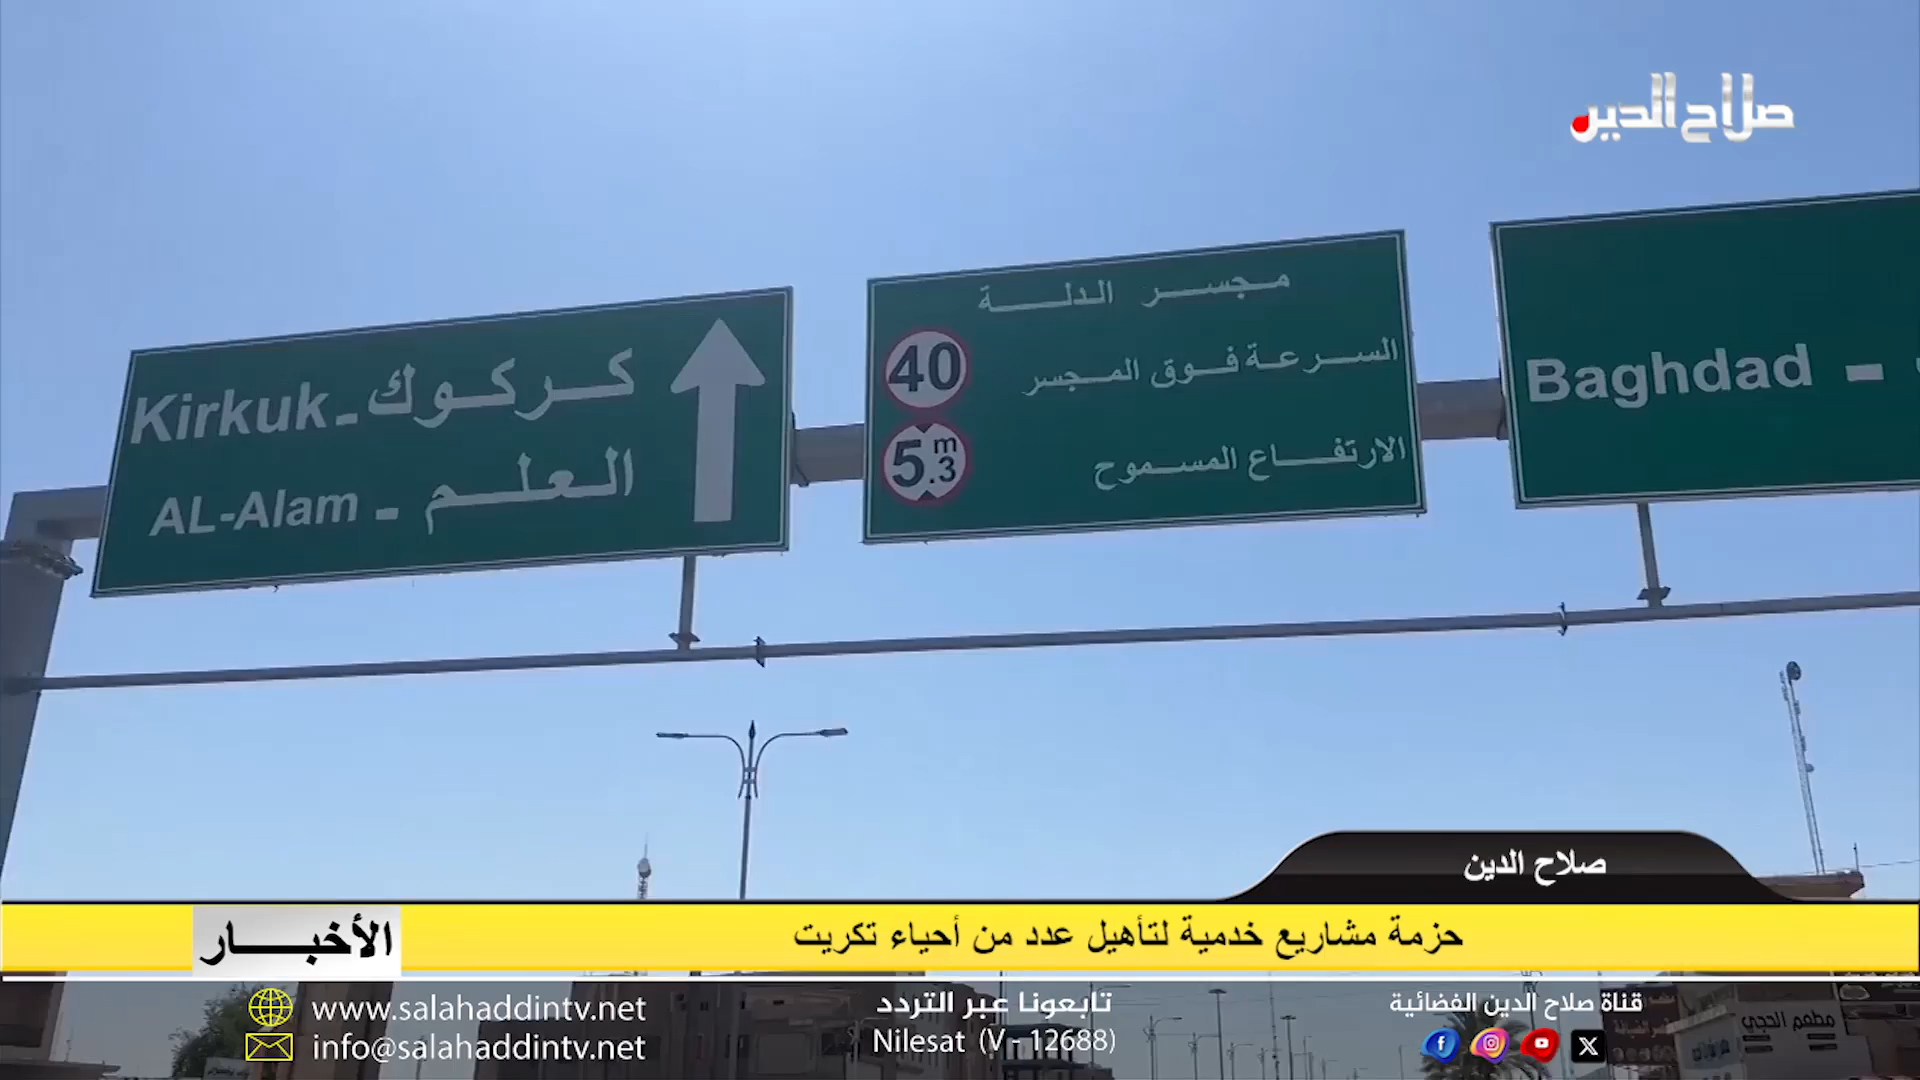 صلاح الدين
كركوك - Kirkuk
العلم - AL-Alam
مجسر الدلة
السرعة فوق المجسر
40
الارتفاع المسموح
5.3 m
Baghdad -
صلاح الدين
حزمة مشاريع خدمية لتأهيل عدد من أحياء تكريت
الأخبار
قناة صلاح الدين الفضائية
تابعونا عبر التردد
Nilesat (V - 12688)
www.salahaddintv.net
info@salahaddintv.net
مطعم الحجي